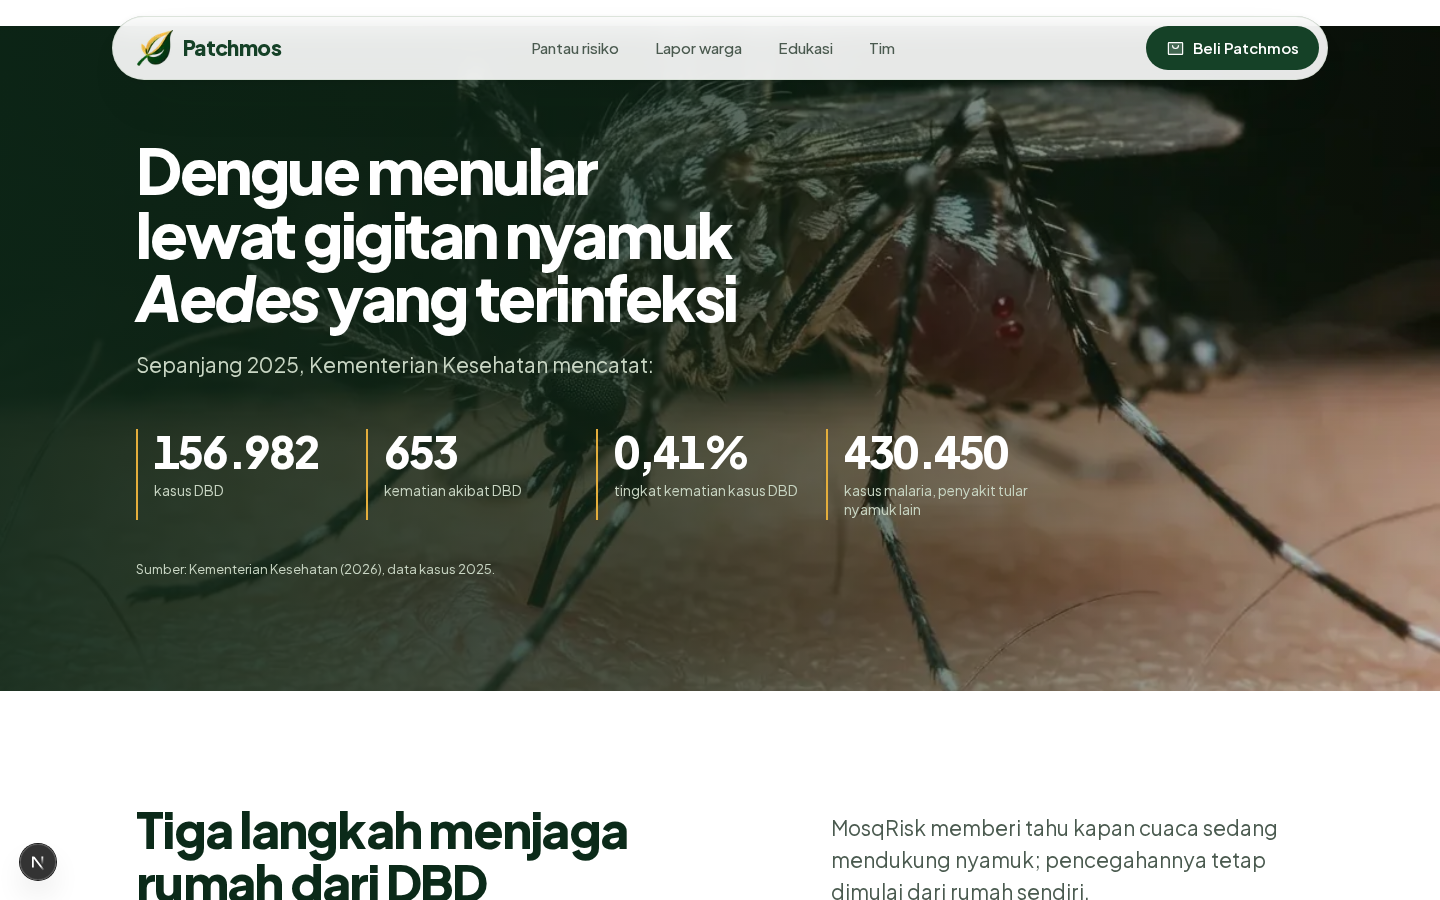 Patchmos
Pantau risiko
Lapor warga
Edukasi
Tim
Beli Patchmos
Dengue menular
lewat gigitan nyamuk
Aedes yang terinfeksi
Sepanjang 2025, Kementerian Kesehatan mencatat:
156.982
kasus DBD
653
kematian akibat DBD
0,41%
tingkat kematian kasus DBD
430.450
kasus malaria, penyakit tular
nyamuk lain
Sumber: Kementerian Kesehatan (2026), data kasus 2025.
Tiga langkah menjaga
rumah dari DBD
MosqRisk memberi tahu kapan cuaca sedang
mendukung nyamuk; pencegahannya tetap
dimulai dari rumah sendiri.
N